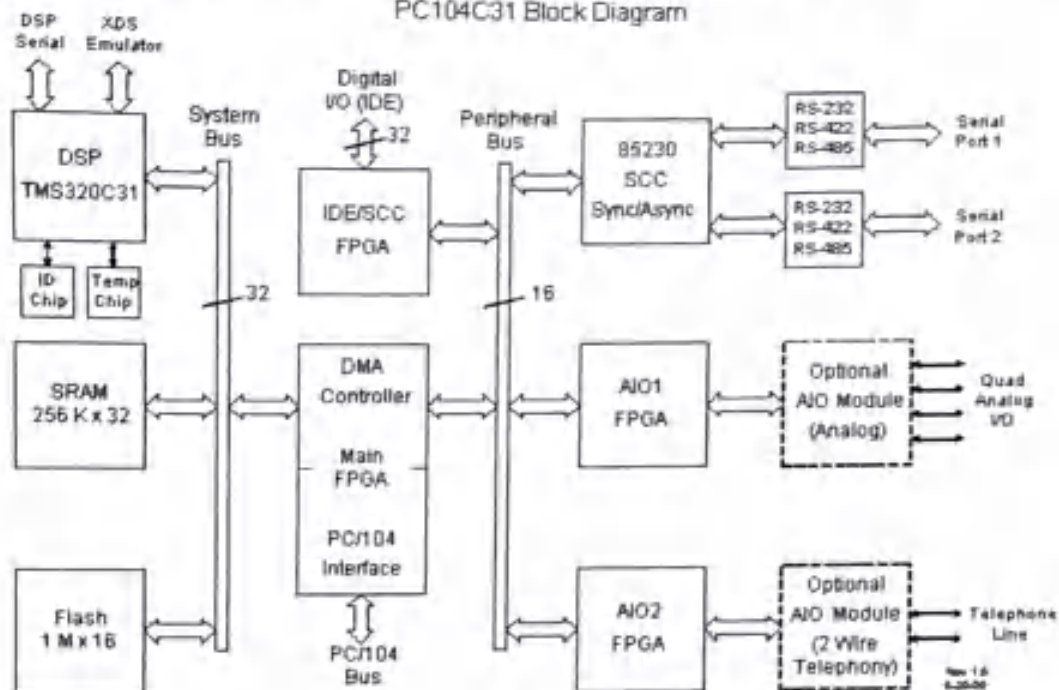 PC104C31 Block Diagram
DSP
Serial
XDS
Emulator
Digital
I/O (IDE)
32
System
Bus
Peripheral
Bus
DSP
TMS320C31
ID
Chip
Temp
Chip
32
IDE/SCC
FPGA
16
85230
SCC
Sync/Async
RS-232
RS-422
RS-485
Serial
Port 1
RS-232
RS-422
RS-485
Serial
Port 2
SRAM
256 K x 32
DMA
Controller
Main
FPGA
PC/104
Interface
PC/104
Bus
AIO1
FPGA
Optional
AIO Module
(Analog)
Quad
Analog
I/O
Flash
1 M x 16
AIO2
FPGA
Optional
AIO Module
(2 Wire
Telephony)
Telephone
Line